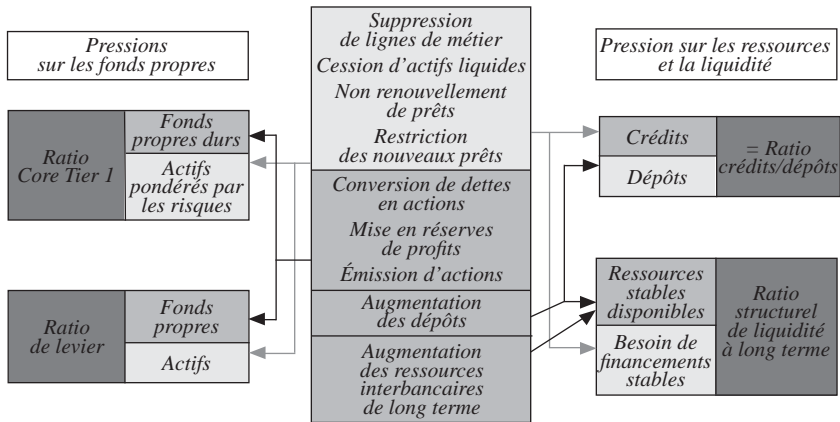 Pressions
sur les fonds propres
Ratio
Core Tier 1
Fonds
propres durs
Actifs
pondérés par
les risques
Ratio
de levier
Fonds
propres
Actifs
Suppression
de lignes de métier
Cession d'actifs liquides
Non renouvellement
de prêts
Restriction
des nouveaux prêts
Conversion de dettes
en actions
Mise en réserves
de profits
Émission d'actions
Augmentation
des dépôts
Augmentation
des ressources
interbancaires
de long terme
Pression sur les ressources
et la liquidité
Crédits
Dépôts
= Ratio
crédits/dépôts
Ressources
stables
disponibles
Besoin de
financements
stables
Ratio
structurel
de liquidité
à long terme